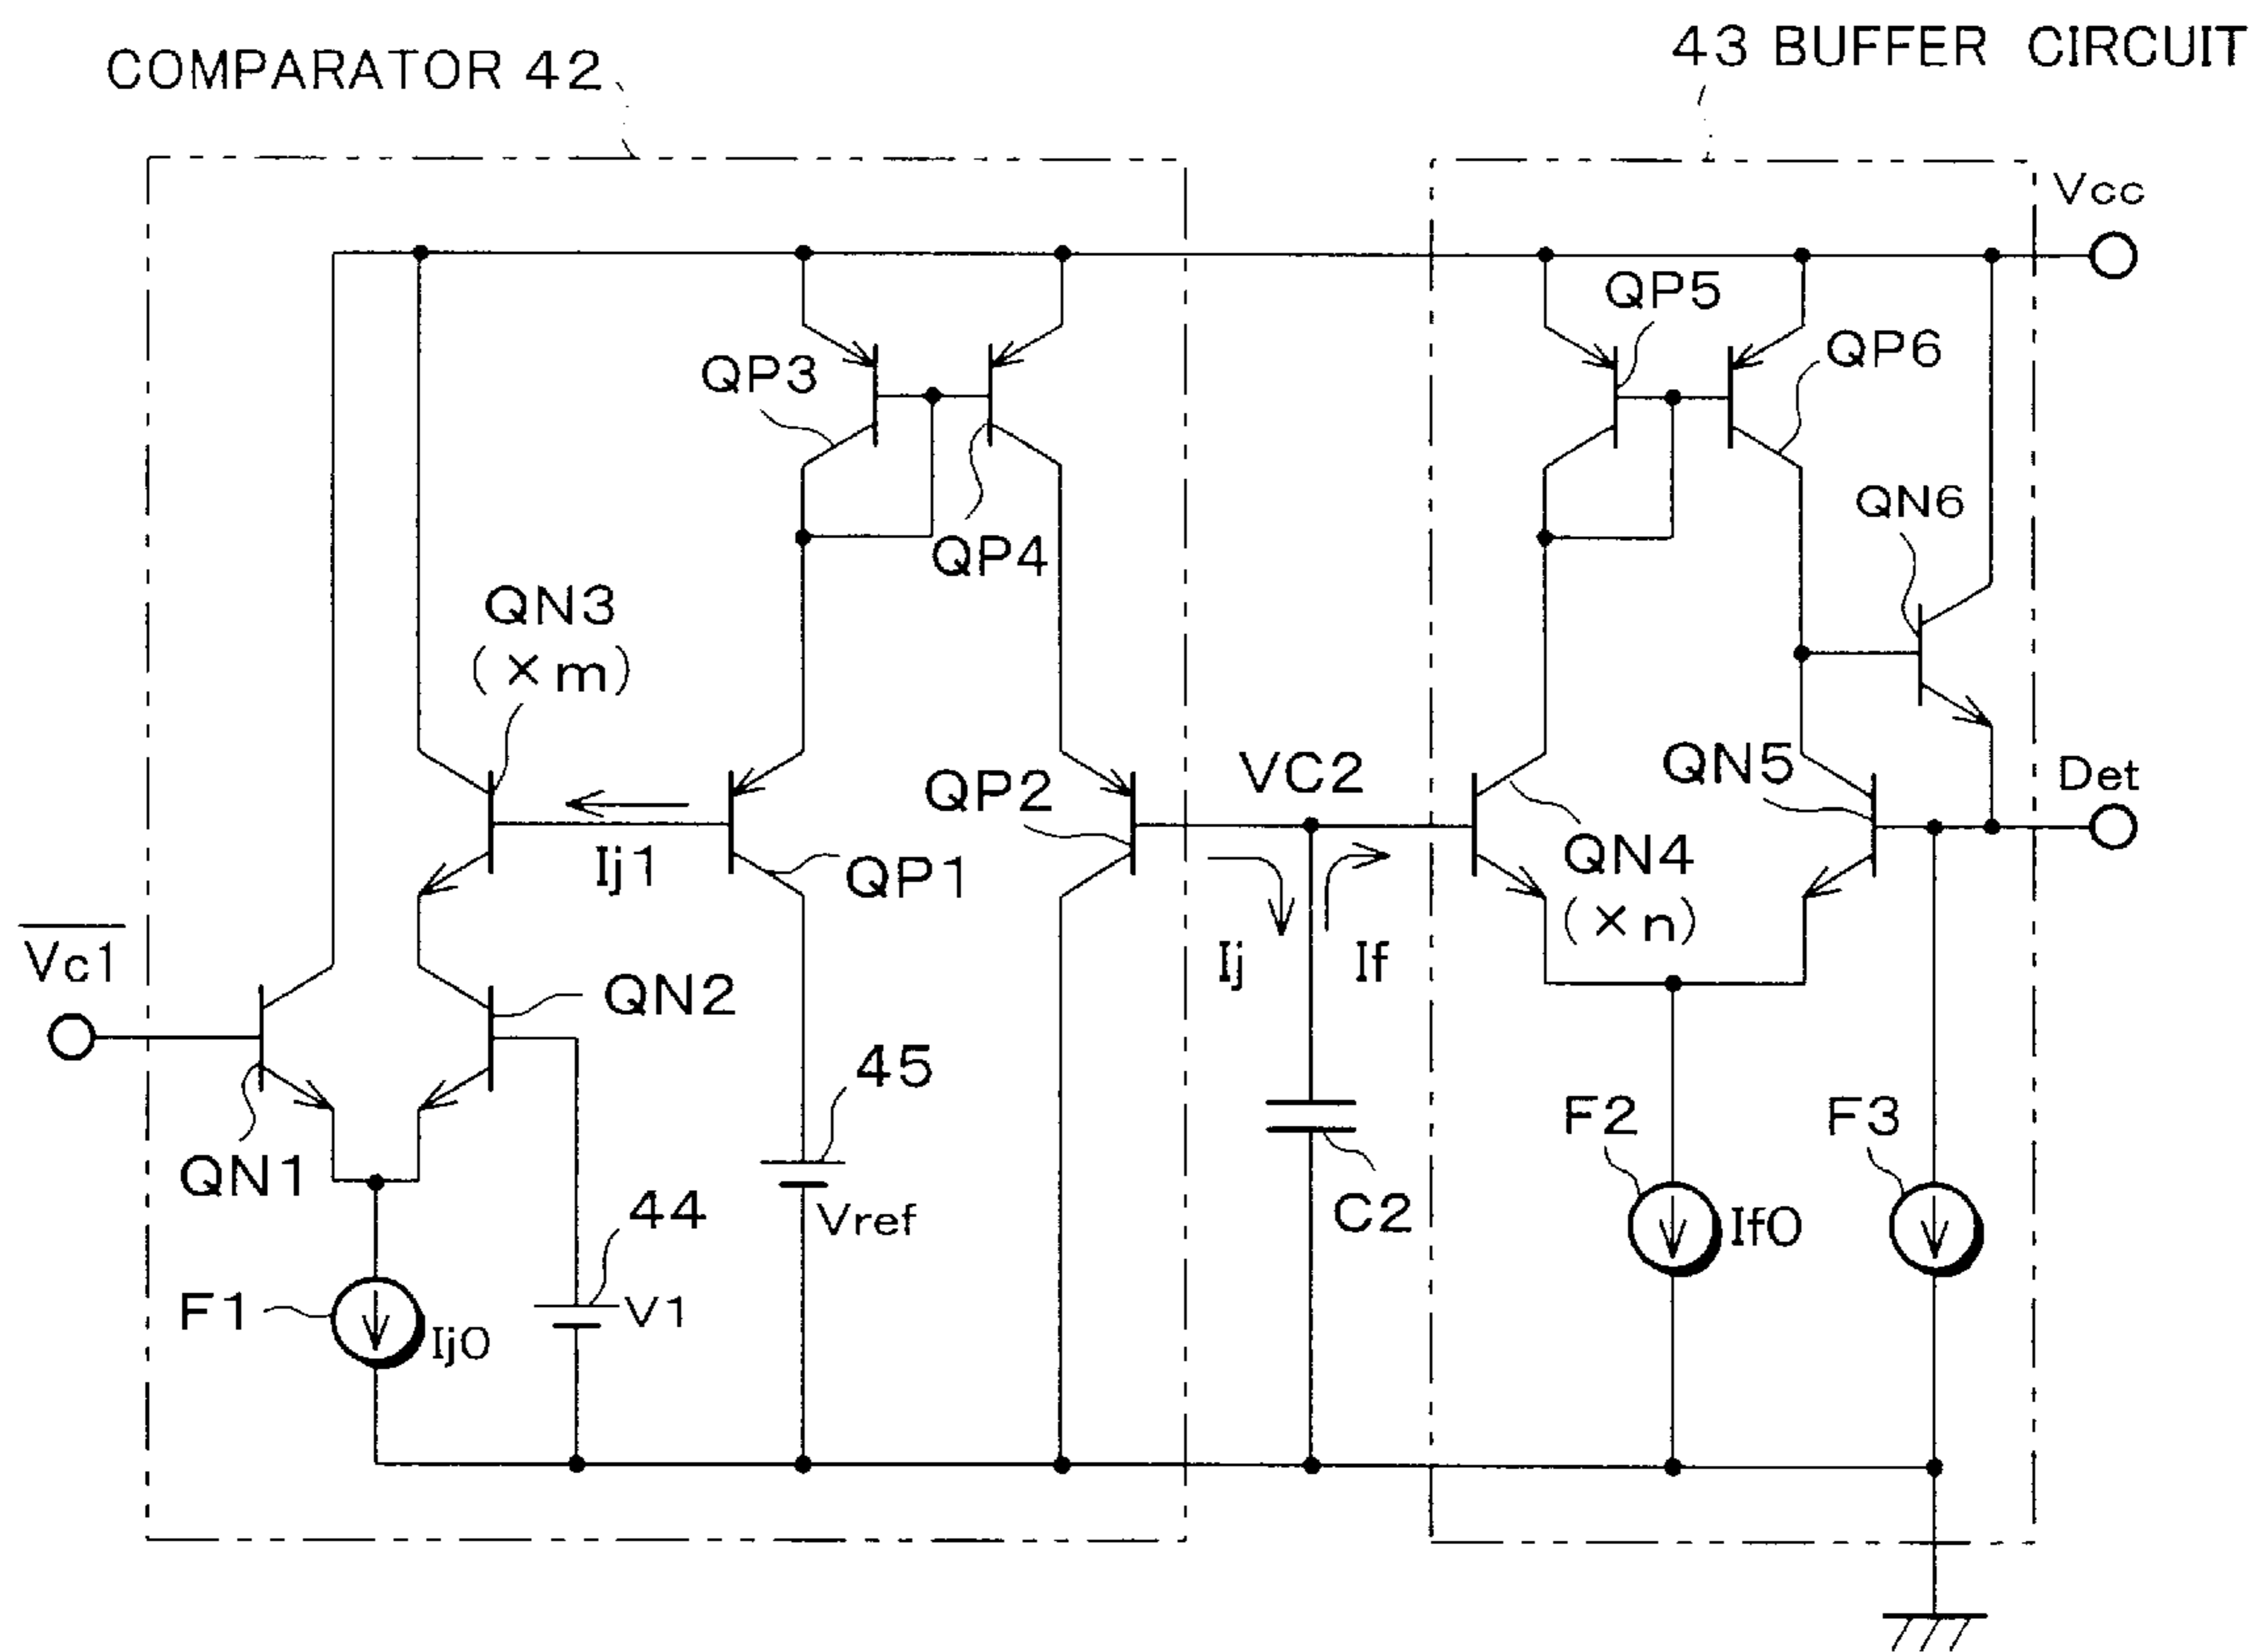 COMPARATOR 42
43 BUFFER CIRCUIT
Vcc
QP5
QP3
QP6
QN6
QP4
QN3
(×m)
VC2
QN5
Det
QP2
Ij1
QP1
QN4
(×n)
Vc1
Ij
If
QN2
45
F2
F3
QN1
44
Vref
C2
If0
F1
Ij0
V1